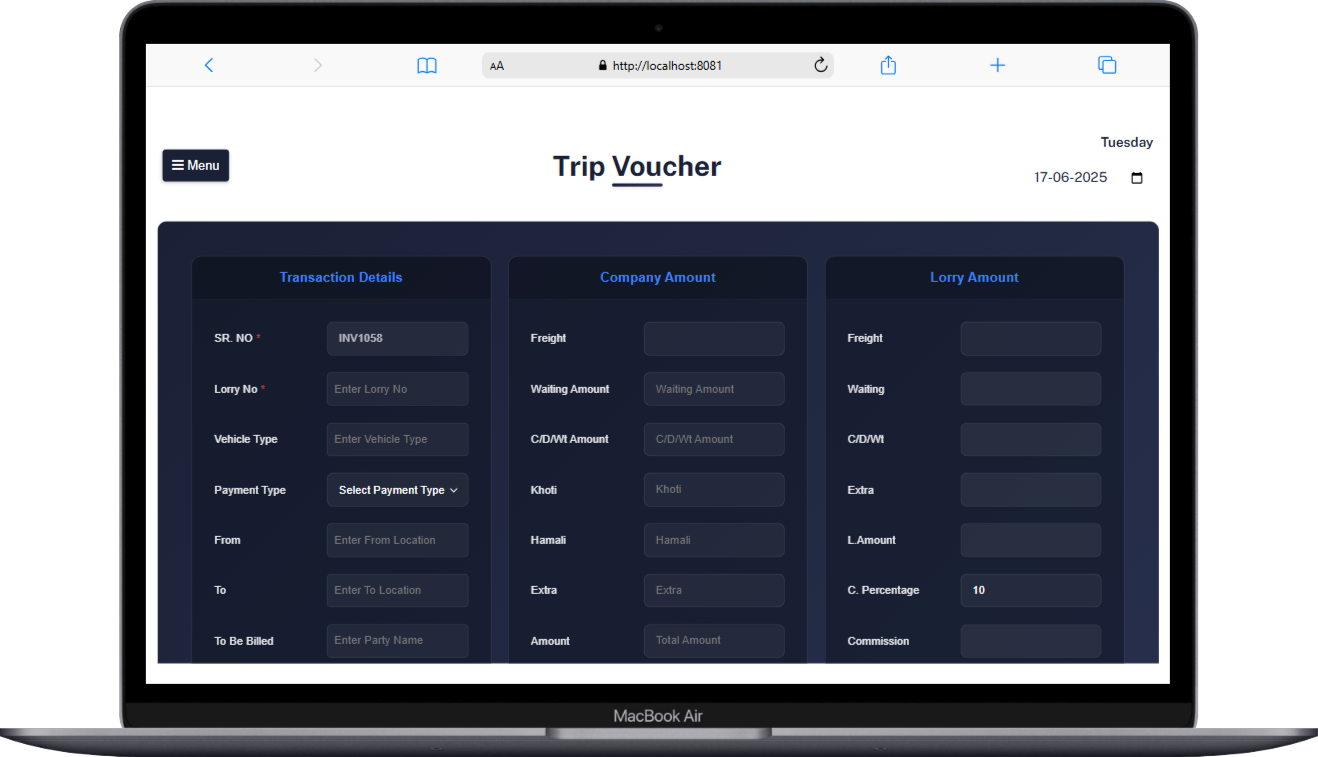 AA
http://localhost:8081
Tuesday
Menu
Trip Voucher
17-06-2025
Transaction Details
SR. NO *
INV1058
Lorry No *
Enter Lorry No
Vehicle Type
Enter Vehicle Type
Payment Type
Select Payment Type
From
Enter From Location
To
Enter To Location
To Be Billed
Enter Party Name
Company Amount
Freight
Waiting Amount
Waiting Amount
C/D/Wt Amount
C/D/Wt Amount
Khoti
Khoti
Hamali
Hamali
Extra
Extra
Amount
Total Amount
Lorry Amount
Freight
Waiting
C/D/Wt
Extra
L.Amount
C. Percentage
10
Commission
MacBook Air